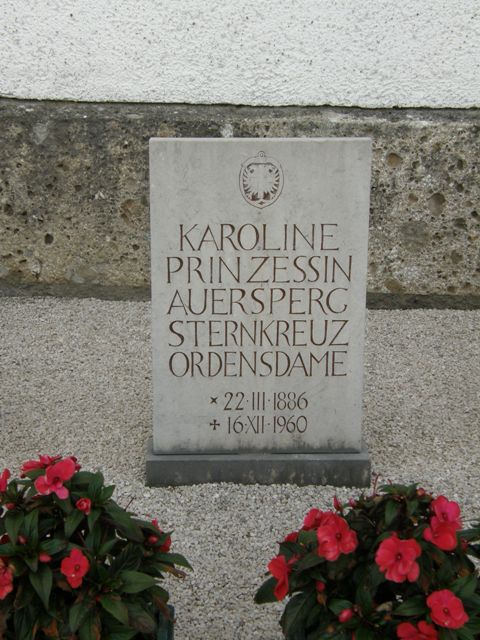 KAROLINE
PRINZESSIN
AUERSPERG
STERNKREUZ
ORDENSDAME
* 22·III·1886
+ 16·XII·1960